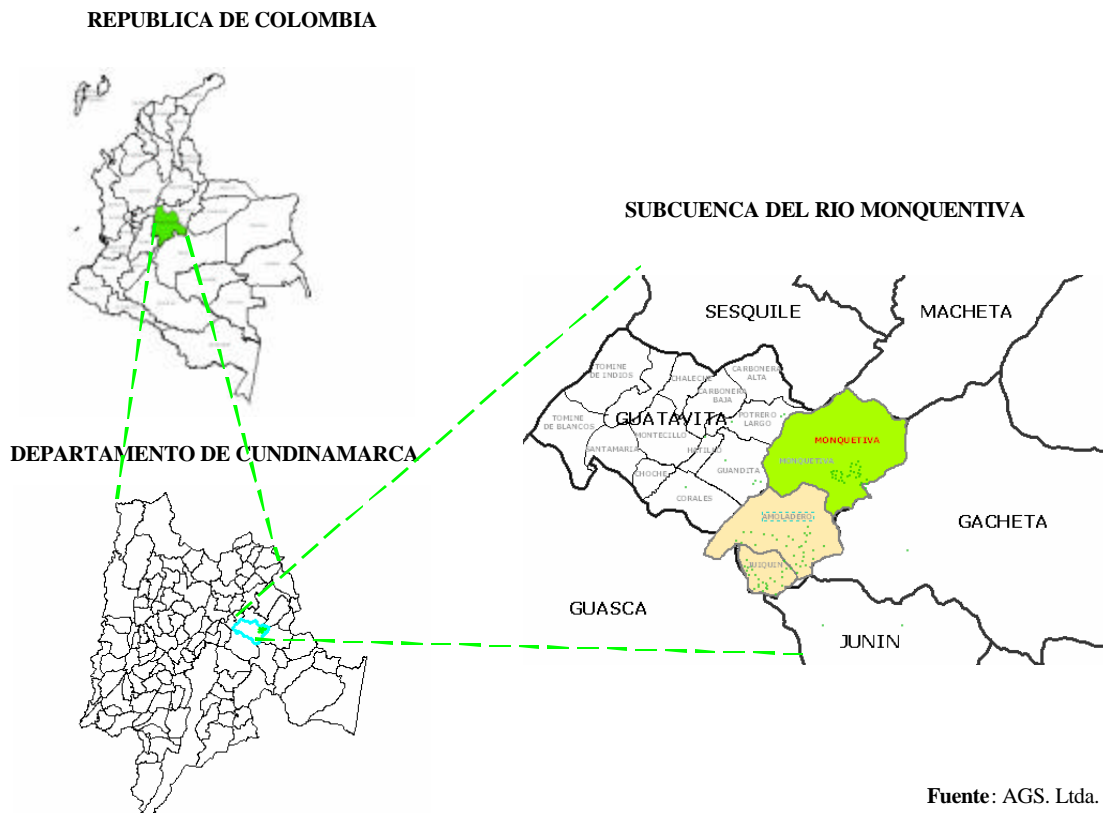 REPUBLICA DE COLOMBIA
SUBCUENCA DEL RIO MONQUENTIVA
SESQUILE
MACHETA
TOMINE
DE INDIOS
CHALECHE
CARBONERA
ALTA
CARBONERA
BAJA
GUATAVITA
POTRERO
LARGO
TOMINE
DE BLANCOS
MONTECILLO
SANTAMARIA
HATILLO
MONQUETIVA
MONQUETIVA
GUANDITA
CHOCHE
CORALES
AMOLADERO
GACHETA
JUIQUIN
GUASCA
JUNIN
DEPARTAMENTO DE CUNDINAMARCA
Fuente: AGS. Ltda.